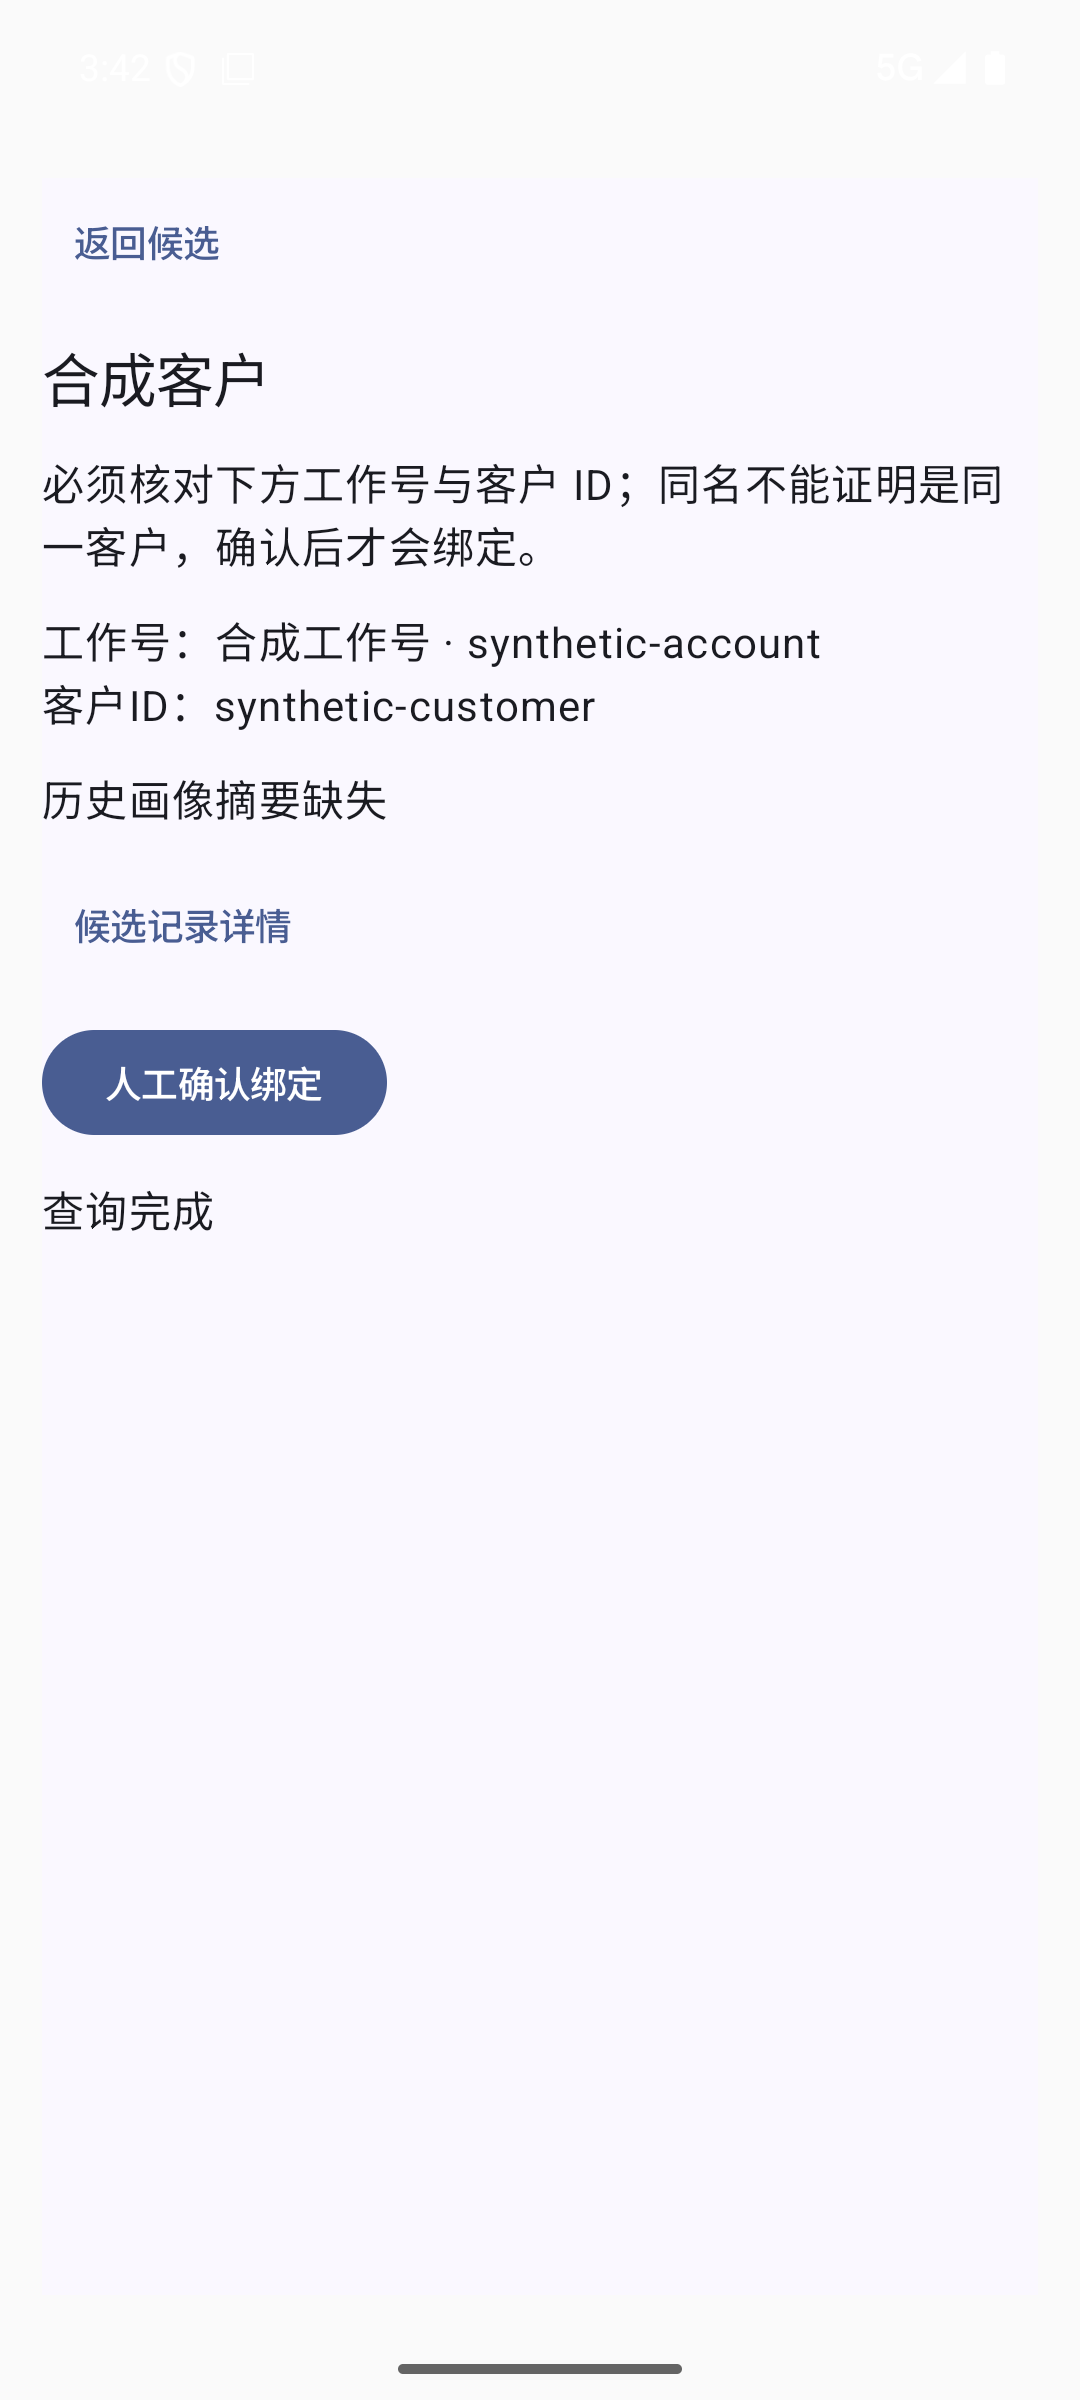 3:42
5G
返回候选
合成客户
必须核对下方工作号与客户 ID；同名不能证明是同
一客户，确认后才会绑定。
工作号：合成工作号 · synthetic-account
客户ID：synthetic-customer
历史画像摘要缺失
候选记录详情
人工确认绑定
查询完成